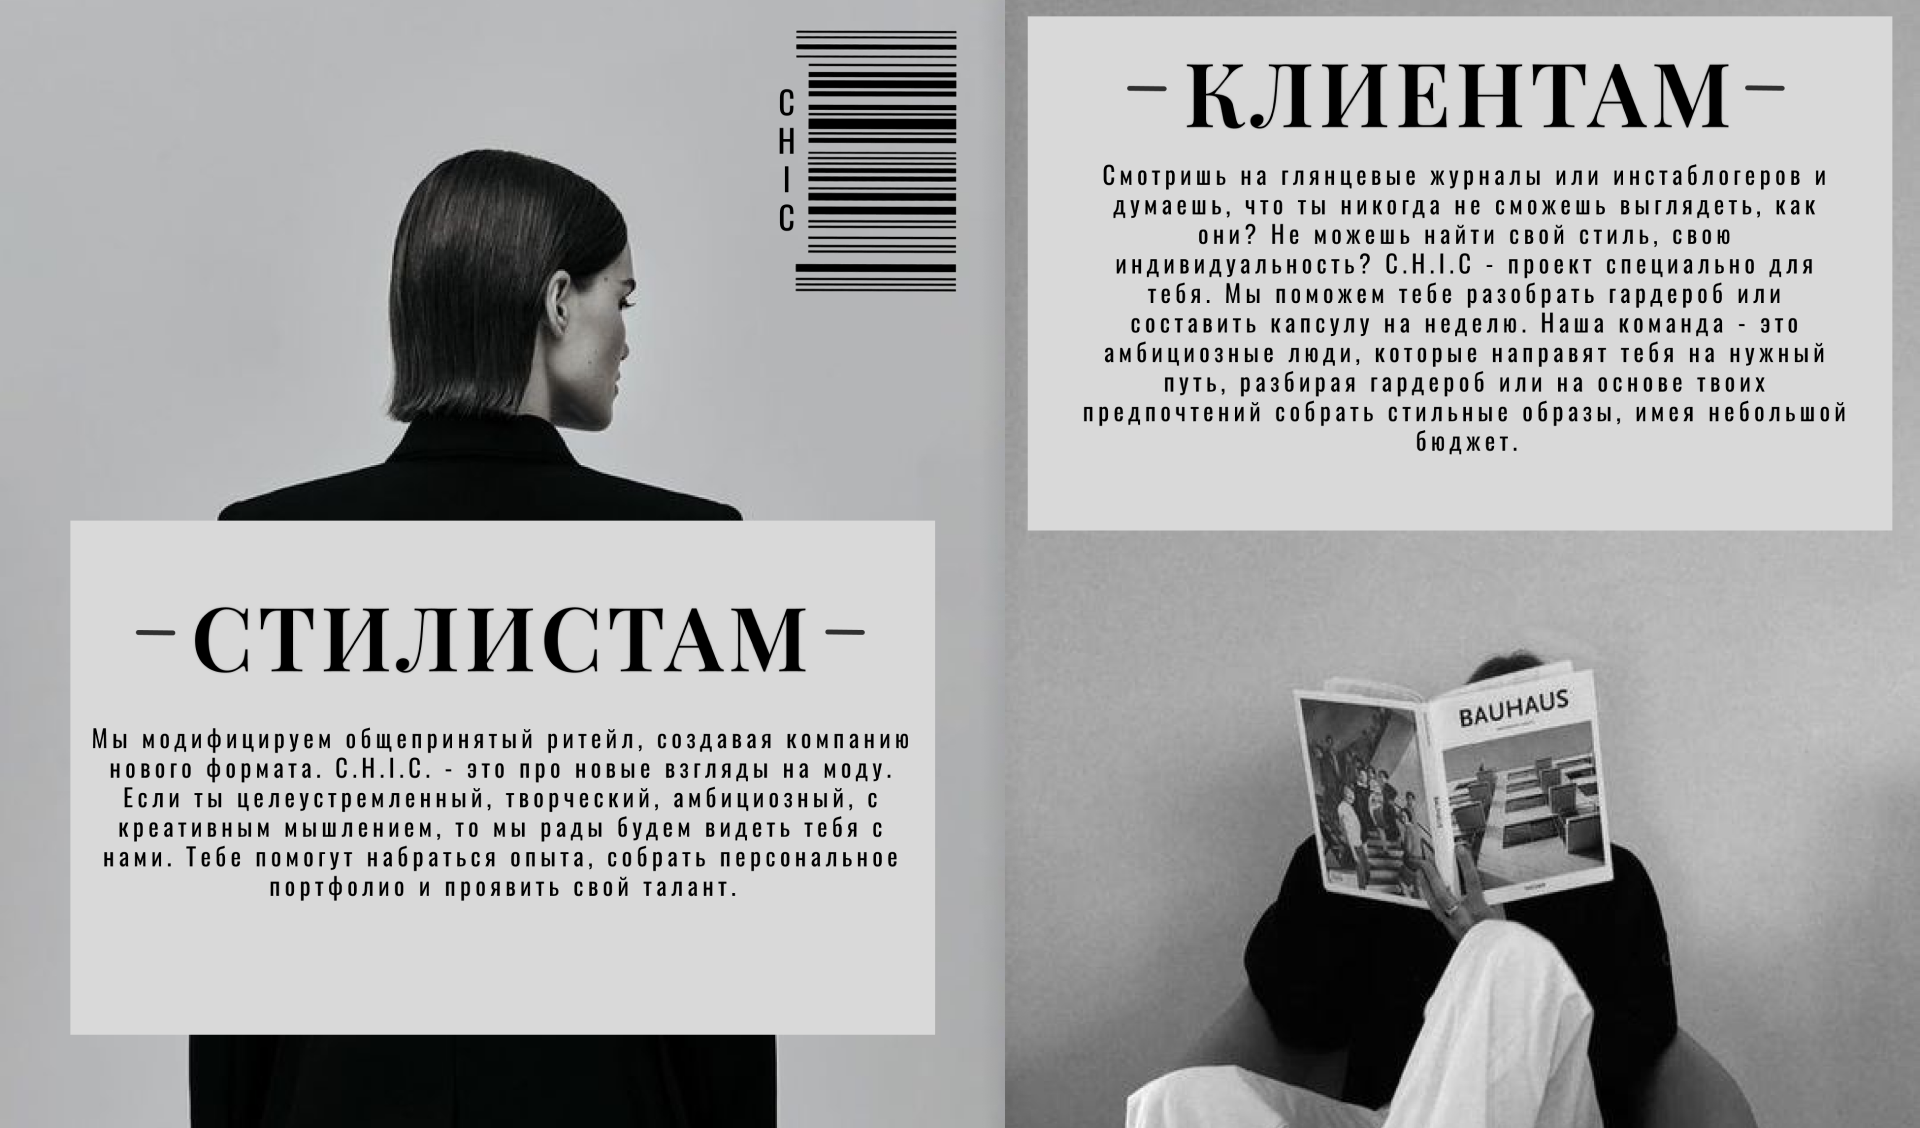 CHIC
СТИЛИСТАМ
Мы модифицируем общепринятый ритейл, создавая компанию
нового формата. C.H.I.C. - это про новые взгляды на моду.
Если ты целеустремленный, творческий, амбициозный, с
креативным мышлением, то мы рады будем видеть тебя с
нами. Тебе помогут набраться опыта, собрать персональное
портфолио и проявить свой талант.
КЛИЕНТАМ
Смотришь на глянцевые журналы или инстаблогеров и
думаешь, что ты никогда не сможешь выглядеть, как
они? Не можешь найти свой стиль, свою
индивидуальность? C.H.I.C - проект специально для
тебя. Мы поможем тебе разобрать гардероб или
составить капсулу на неделю. Наша команда - это
амбициозные люди, которые направят тебя на нужный
путь, разбирая гардероб или на основе твоих
предпочтений собрать стильные образы, имея небольшой
бюджет.
BAUHAUS